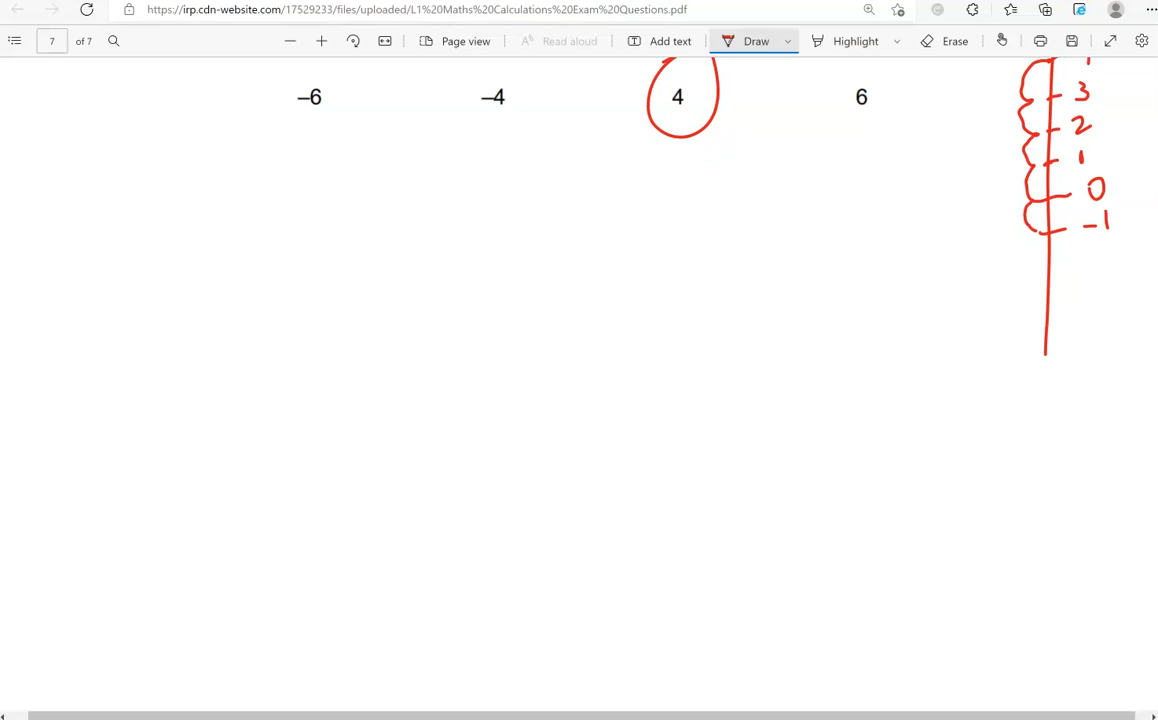 https://irp.cdn-website.com/17529233/files/uploaded/L1%20Maths%20Calculations%20Exam%20Questions.pdf
7 of 7 Page view Read aloud Add text Draw Highlight Erase
–6 –4 4 6
3
2
1
0
-1